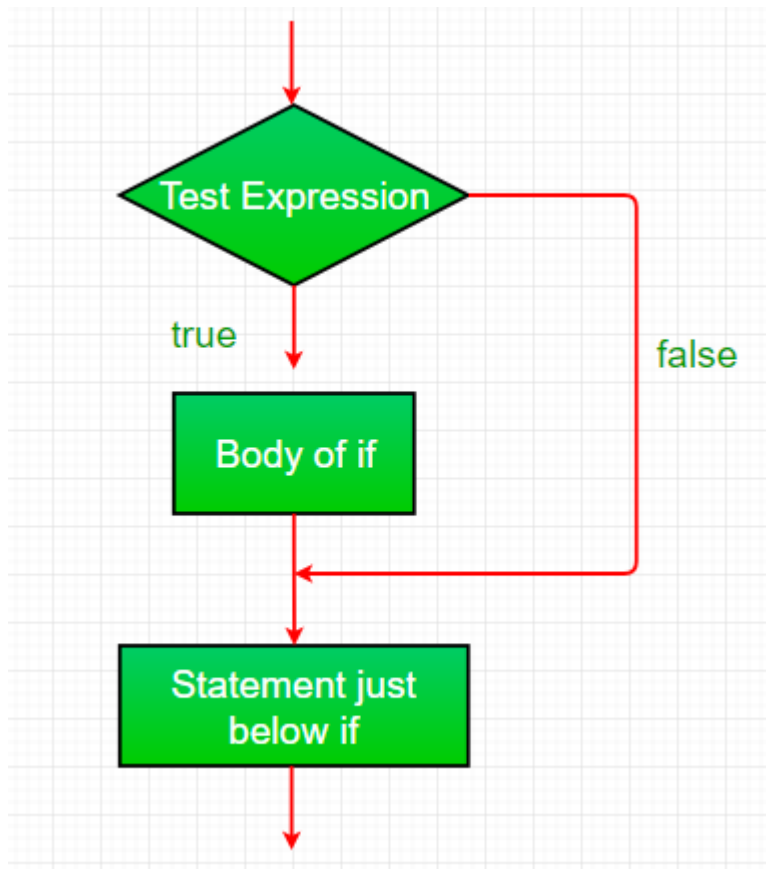 Test Expression
true
false
Body of if
Statement just
below if